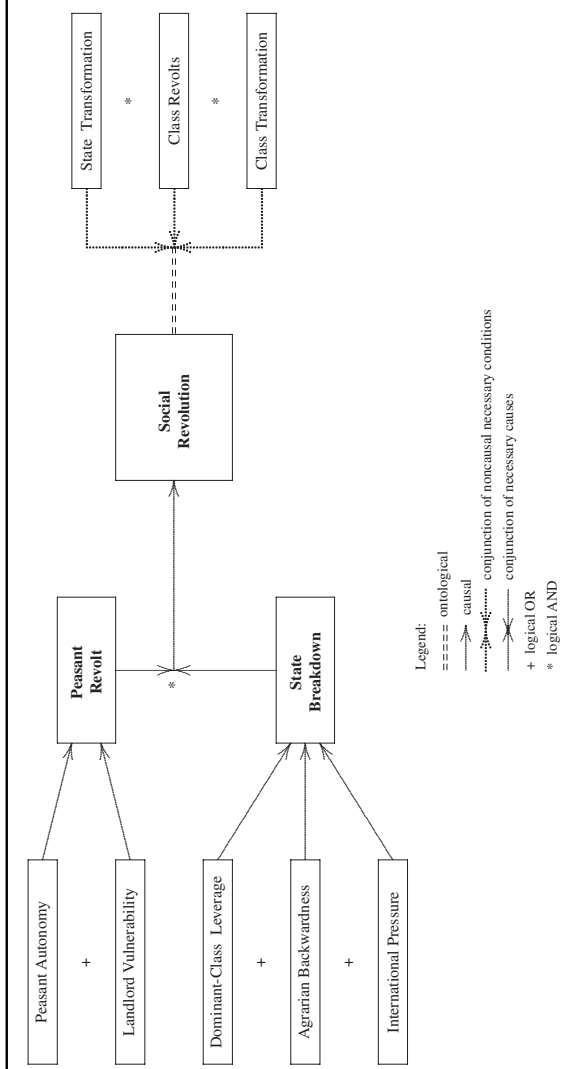 Peasant Autonomy
+
Landlord Vulnerability
Dominant-Class Leverage
+
Agrarian Backwardness
+
International Pressure
Peasant
Revolt
*
State
Breakdown
Social
Revolution
State Transformation
*
Class Revolts
*
Class Transformation
Legend:
===== ontological
causal
conjunction of noncausal necessary conditions
conjunction of necessary causes
+ logical OR
* logical AND